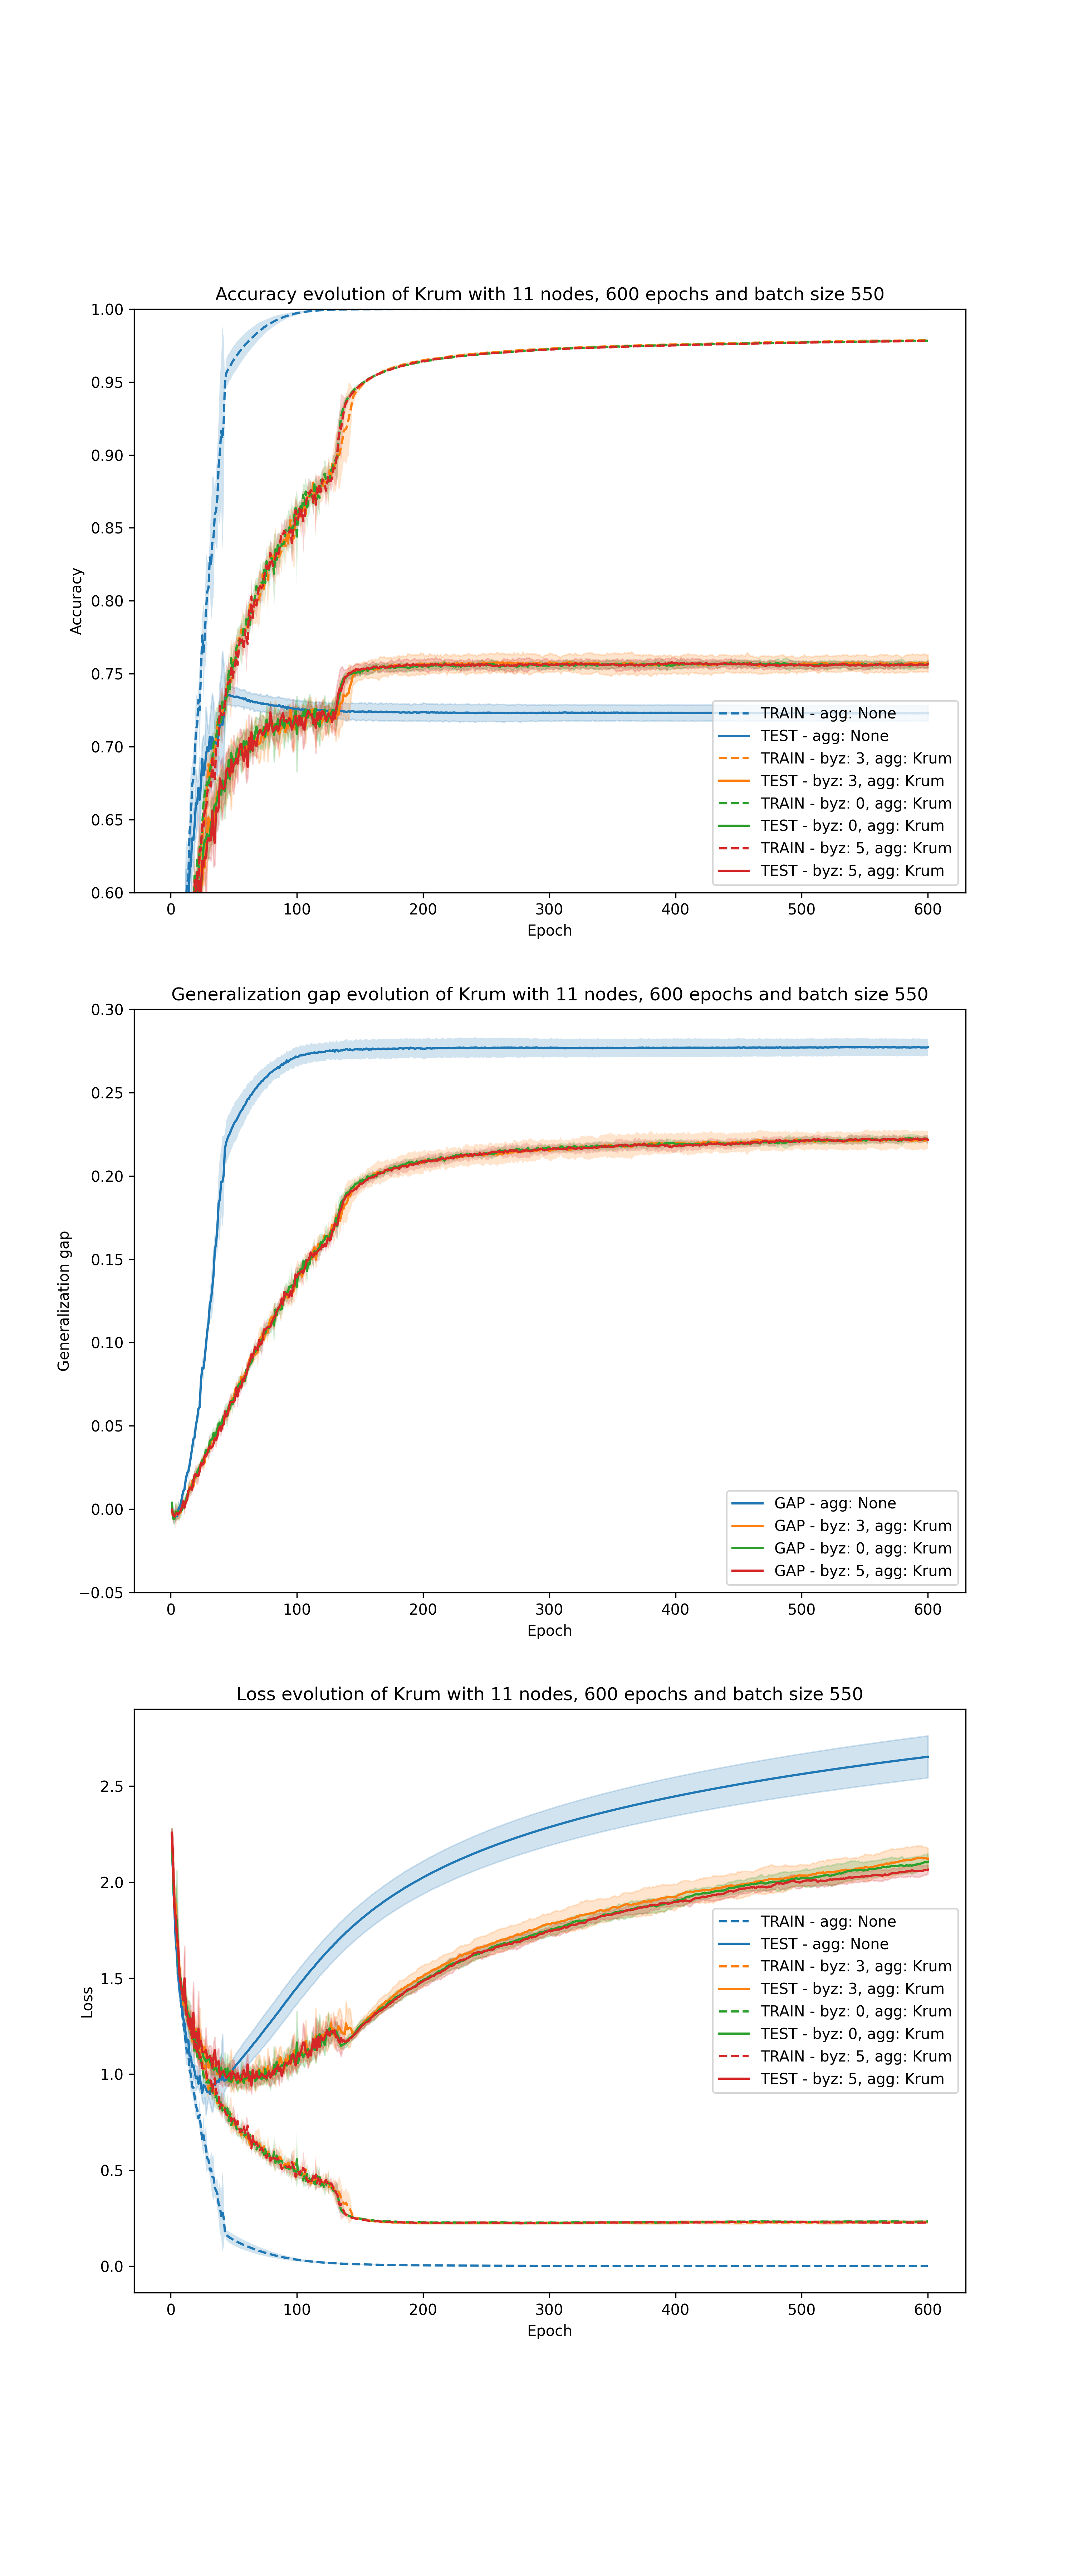 Accuracy evolution of Krum with 11 nodes, 600 epochs and batch size 550
1.00
0.95
0.90
0.85
0.80
0.75
0.70
0.65
0.60
Accuracy
TRAIN - agg: None
TEST - agg: None
TRAIN - byz: 3, agg: Krum
TEST - byz: 3, agg: Krum
TRAIN - byz: 0, agg: Krum
TEST - byz: 0, agg: Krum
TRAIN - byz: 5, agg: Krum
TEST - byz: 5, agg: Krum
0 100 200 300 400 500 600
Epoch
Generalization gap evolution of Krum with 11 nodes, 600 epochs and batch size 550
0.30
0.25
0.20
0.15
0.10
0.05
0.00
−0.05
Generalization gap
GAP - agg: None
GAP - byz: 3, agg: Krum
GAP - byz: 0, agg: Krum
GAP - byz: 5, agg: Krum
0 100 200 300 400 500 600
Epoch
Loss evolution of Krum with 11 nodes, 600 epochs and batch size 550
2.5
2.0
1.5
1.0
0.5
0.0
Loss
TRAIN - agg: None
TEST - agg: None
TRAIN - byz: 3, agg: Krum
TEST - byz: 3, agg: Krum
TRAIN - byz: 0, agg: Krum
TEST - byz: 0, agg: Krum
TRAIN - byz: 5, agg: Krum
TEST - byz: 5, agg: Krum
0 100 200 300 400 500 600
Epoch